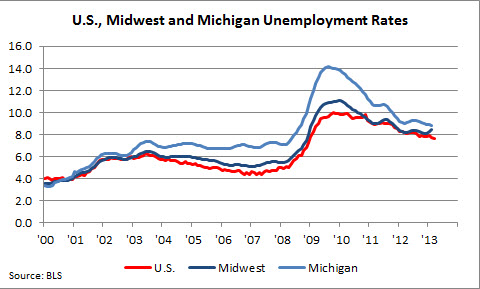 U.S., Midwest and Michigan Unemployment Rates
16.0
14.0
12.0
10.0
8.0
6.0
4.0
2.0
0.0
'00 '01 '02 '03 '04 '05 '06 '07 '08 '09 '10 '11 '12 '13
Source: BLS
U.S. Midwest Michigan